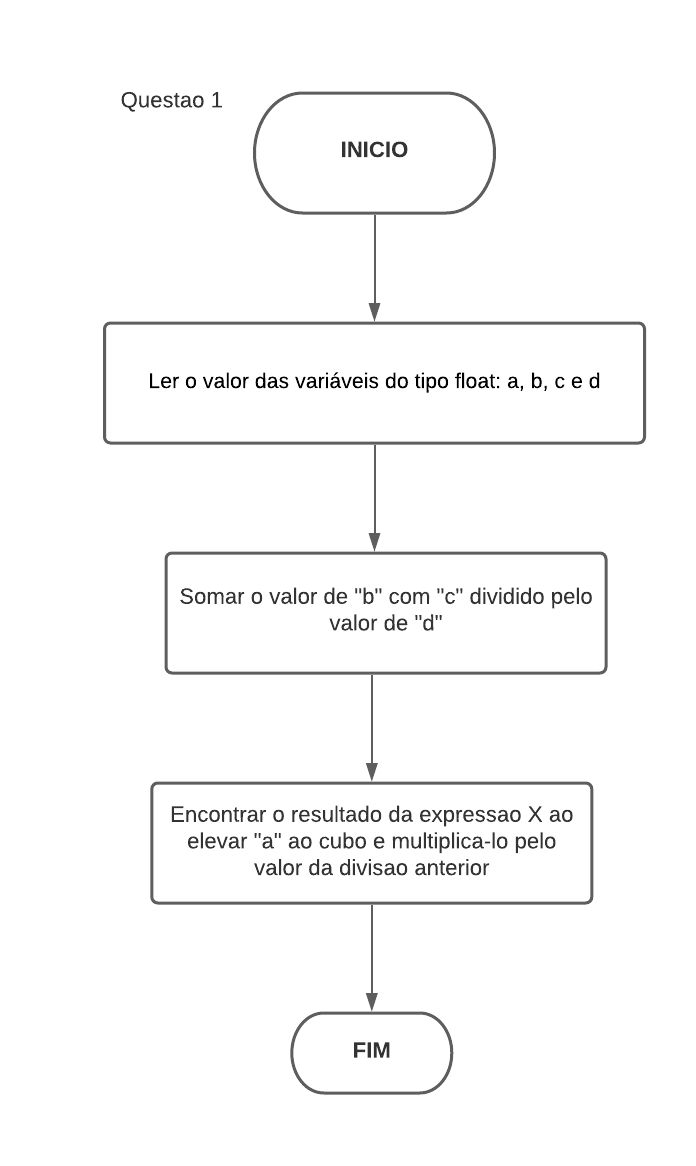 Questao 1
INICIO
Ler o valor das variáveis do tipo float: a, b, c e d
Somar o valor de "b" com "c" dividido pelo
valor de "d"
Encontrar o resultado da expressao X ao
elevar "a" ao cubo e multiplica-lo pelo
valor da divisao anterior
FIM